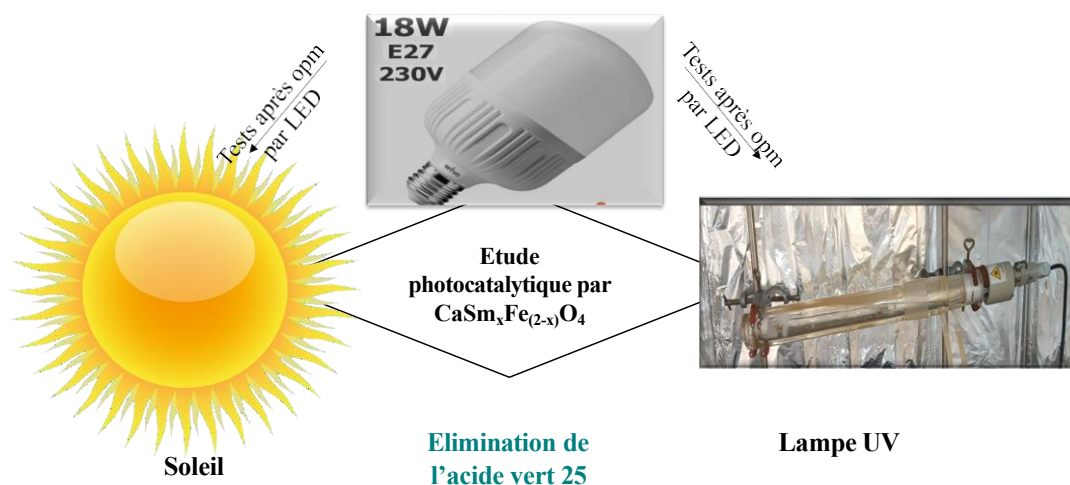 18W
E27
230V
Tests après opm
par LED
Tests après opm
par LED
Etude
photocatalytique par
CaSmₓFe₍₂₋ₓ₎O₄
Elimination de
l’acide vert 25
Soleil
Lampe UV